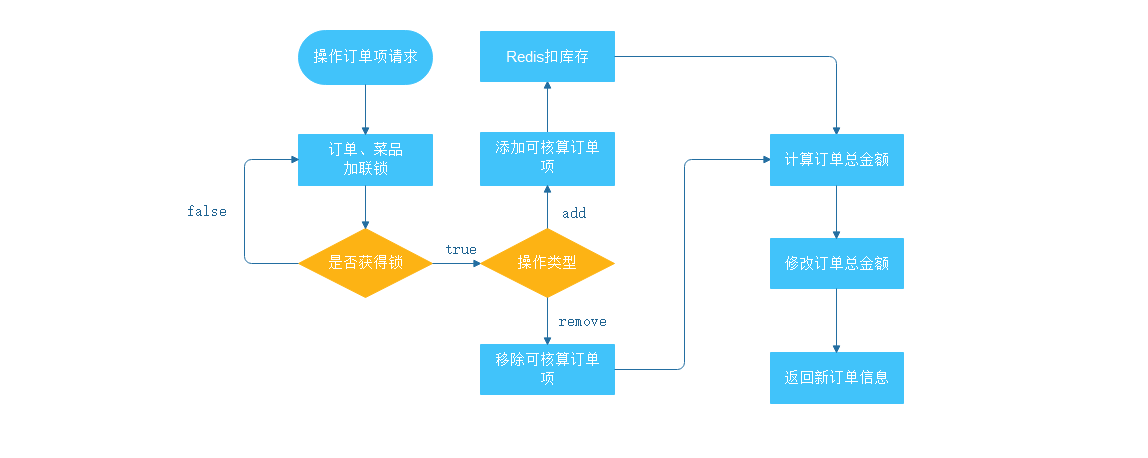 操作订单项请求
订单、菜品
加联锁
false
是否获得锁
true
操作类型
add
添加可核算订单
项
Redis扣库存
remove
移除可核算订单
项
计算订单总金额
修改订单总金额
返回新订单信息